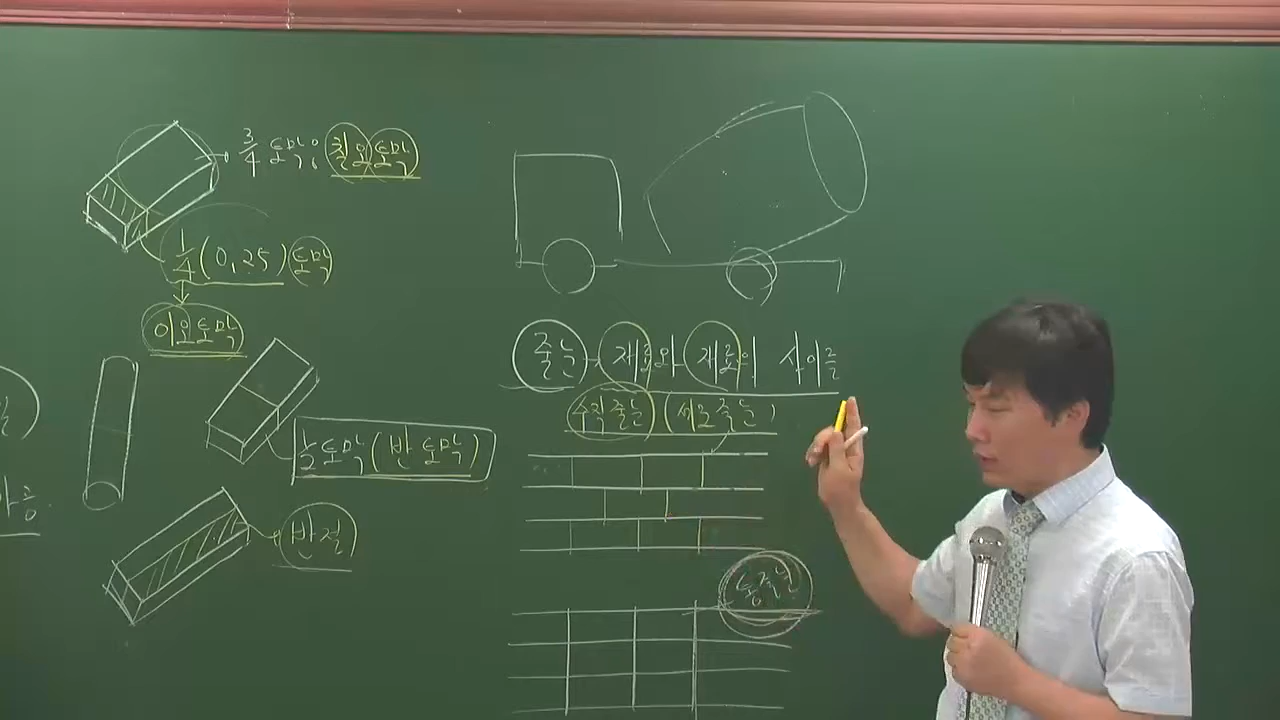 3/4 토막은 칠오토막
1/4(0,25)토막
이오토막
1/2토막(반토막)
반절
줄눈 재료와 재료의 사이를
수직줄눈(세로줄눈)
통줄눈